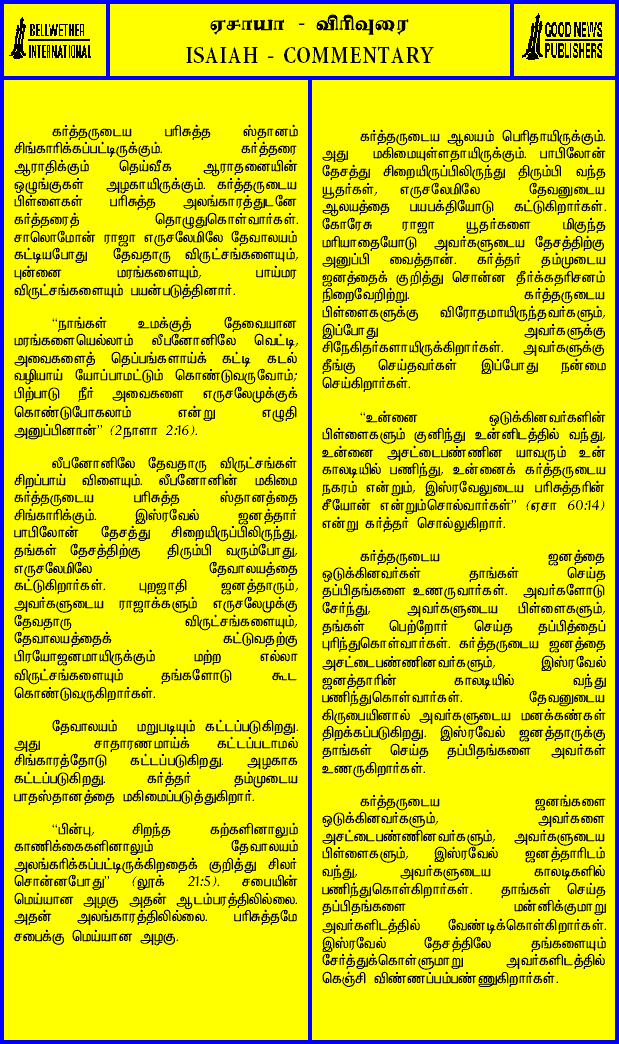 BELLWETHER
INTERNATIONAL
ஏசாயா - விரிவுரை
ISAIAH - COMMENTARY
GOOD NEWS
PUBLISHERS
கர்த்தருடைய பரிசுத்த ஸ்தானம்
சிங்காரிக்கப்பட்டிருக்கும். கர்த்தரை
ஆராதிக்கும் தெய்வீக ஆராதனையின்
ஒழுங்குகள் அழகாயிருக்கும். கர்த்தருடைய
பிள்ளைகள் பரிசுத்த அலங்காரத்துடனே
கர்த்தரைத் தொழுதுகொள்வார்கள்.
சாலொமோன் ராஜா எருசலேமிலே தேவாலயம்
கட்டியபோது தேவதாரு விருட்சங்களையும்,
புன்னை மரங்களையும், பாய்மர
விருட்சங்களையும் பயன்படுத்தினார்.
“நாங்கள் உமக்குத் தேவையான
மரங்களையெல்லாம் லீபனோனிலே வெட்டி,
அவைகளைத் தெப்பங்களாய்க் கட்டி கடல்
வழியாய் யோப்பாமட்டும் கொண்டுவருவோம்;
பிற்பாடு நீர் அவைகளை எருசலேமுக்குக்
கொண்டுபோகலாம் என்று எழுதி
அனுப்பினான்” (2நாளா 2:16).
லீபனோனிலே தேவதாரு விருட்சங்கள்
சிறப்பாய் விளையும். லீபனோனின் மகிமை
கர்த்தருடைய பரிசுத்த ஸ்தானத்தை
சிங்காரிக்கும். இஸ்ரவேல் ஜனத்தார்
பாபிலோன் தேசத்து சிறையிருப்பிலிருந்து,
தங்கள் தேசத்திற்கு திரும்பி வரும்போது,
எருசலேமிலே தேவாலயத்தை
கட்டுகிறார்கள். புறஜாதி ஜனத்தாரும்,
அவர்களுடைய ராஜாக்களும் எருசலேமுக்கு
தேவதாரு விருட்சங்களையும்,
தேவாலயத்தைக் கட்டுவதற்கு
பிரயோஜனமாயிருக்கும் மற்ற எல்லா
விருட்சங்களையும் தங்களோடு கூட
கொண்டுவருகிறார்கள்.
தேவாலயம் மறுபடியும் கட்டப்படுகிறது.
அது சாதாரணமாய்க் கட்டப்படாமல்
சிங்காரத்தோடு கட்டப்படுகிறது. அழகாக
கட்டப்படுகிறது. கர்த்தர் தம்முடைய
பாதஸ்தானத்தை மகிமைப்படுத்துகிறார்.
“பின்பு, சிறந்த கற்களினாலும்
காணிக்கைகளினாலும் தேவாலயம்
அலங்கரிக்கப்பட்டிருக்கிறதைக் குறித்து சிலர்
சொன்னபோது” (லூக் 21:5). சபையின்
மெய்யான அழகு அதன் ஆடம்பரத்திலில்லை.
அதன் அலங்காரத்திலில்லை. பரிசுத்தமே
சபைக்கு மெய்யான அழகு.
கர்த்தருடைய ஆலயம் பெரிதாயிருக்கும்.
அது மகிமையுள்ளதாயிருக்கும். பாபிலோன்
தேசத்து சிறையிருப்பிலிருந்து திரும்பி வந்த
யூதர்கள், எருசலேமிலே தேவனுடைய
ஆலயத்தை பயபக்தியோடு கட்டுகிறார்கள்.
கோரேசு ராஜா யூதர்களை மிகுந்த
மரியாதையோடு அவர்களுடைய தேசத்திற்கு
அனுப்பி வைத்தான். கர்த்தர் தம்முடைய
ஜனத்தைக் குறித்து சொன்ன தீர்க்கதரிசனம்
நிறைவேறிற்று. கர்த்தருடைய
பிள்ளைகளுக்கு விரோதமாயிருந்தவர்களும்,
இப்போது அவர்களுக்கு
சிநேகிதர்களாயிருக்கிறார்கள். அவர்களுக்கு
தீங்கு செய்தவர்கள் இப்போது நன்மை
செய்கிறார்கள்.
“உன்னை ஒடுக்கினவர்களின்
பிள்ளைகளும் குனிந்து உன்னிடத்தில் வந்து,
உன்னை அசட்டைபண்ணின யாவரும் உன்
காலடியில் பணிந்து, உன்னைக் கர்த்தருடைய
நகரம் என்றும், இஸ்ரவேலுடைய பரிசுத்தரின்
சீயோன் என்றும்சொல்வார்கள்” (ஏசா 60:14)
என்று கர்த்தர் சொல்லுகிறார்.
கர்த்தருடைய ஜனத்தை
ஒடுக்கினவர்கள் தாங்கள் செய்த
தப்பிதங்களை உணருவார்கள். அவர்களோடு
சேர்ந்து, அவர்களுடைய பிள்ளைகளும்,
தங்கள் பெற்றோர் செய்த தப்பித்தைப்
புரிந்துகொள்வார்கள். கர்த்தருடைய ஜனத்தை
அசட்டைபண்ணினவர்களும், இஸ்ரவேல்
ஜனத்தாரின் காலடியில் வந்து
பணிந்துகொள்வார்கள். தேவனுடைய
கிருபையினால் அவர்களுடைய மனக்கண்கள்
திறக்கப்படுகிறது. இஸ்ரவேல் ஜனத்தாருக்கு
தாங்கள் செய்த தப்பிதங்களை அவர்கள்
உணருகிறார்கள்.
கர்த்தருடைய ஜனங்களை
ஒடுக்கினவர்களும், அவர்களை
அசட்டைபண்ணினவர்களும், அவர்களுடைய
பிள்ளைகளும், இஸ்ரவேல் ஜனத்தாரிடம்
வந்து, அவர்களுடைய காலடிகளில்
பணிந்துகொள்கிறார்கள். தாங்கள் செய்த
தப்பிதங்களை மன்னிக்குமாறு
அவர்களிடத்தில் வேண்டிக்கொள்கிறார்கள்.
இஸ்ரவேல் தேசத்திலே தங்களையும்
சேர்த்துக்கொள்ளுமாறு அவர்களிடத்தில்
கெஞ்சி விண்ணப்பம்பண்ணுகிறார்கள்.